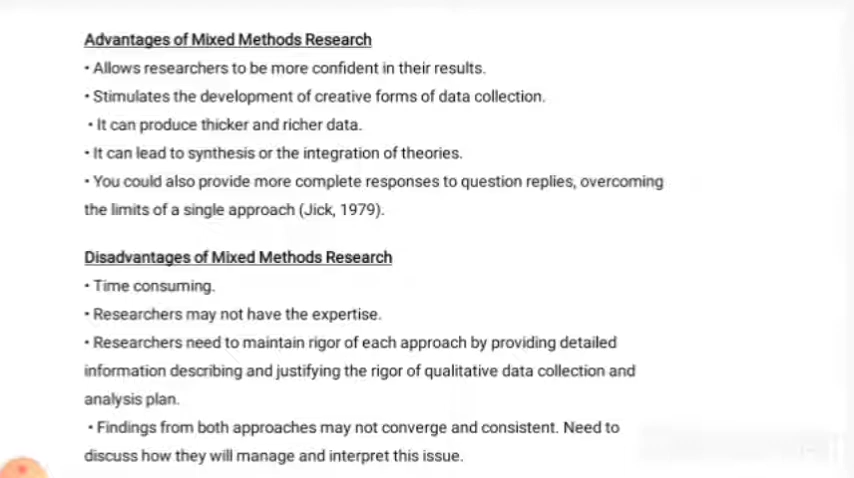 Advantages of Mixed Methods Research
• Allows researchers to be more confident in their results.
• Stimulates the development of creative forms of data collection.
• It can produce thicker and richer data.
• It can lead to synthesis or the integration of theories.
• You could also provide more complete responses to question replies, overcoming
the limits of a single approach (Jick, 1979).
Disadvantages of Mixed Methods Research
• Time consuming.
• Researchers may not have the expertise.
• Researchers need to maintain rigor of each approach by providing detailed
information describing and justifying the rigor of qualitative data collection and
analysis plan.
• Findings from both approaches may not converge and consistent. Need to
discuss how they will manage and interpret this issue.